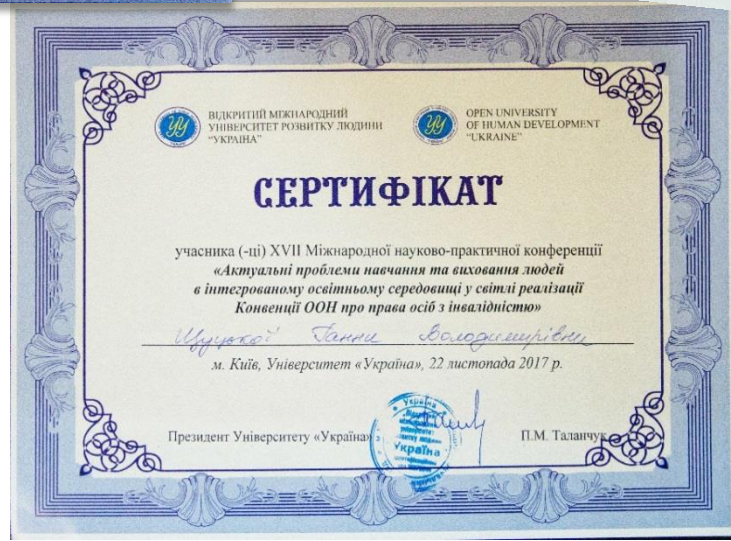 ВІДКРИТИЙ МІЖНАРОДНИЙ
УНІВЕРСИТЕТ РОЗВИТКУ ЛЮДИНИ
"УКРАЇНА"
OPEN UNIVERSITY
OF HUMAN DEVELOPMENT
"UKRAINE"
СЕРТИФІКАТ
учасника (-ці) XVII Міжнародної науково-практичної конференції
«Актуальні проблеми навчання та виховання людей
в інтегрованому освітньому середовищі у світлі реалізації
Конвенції ООН про права осіб з інвалідністю»
Щуцької Ганни Володимирівни
м. Київ, Університет «Україна», 22 листопада 2017 р.
Президент Університету «Україна»
П.М. Таланчук
Україна